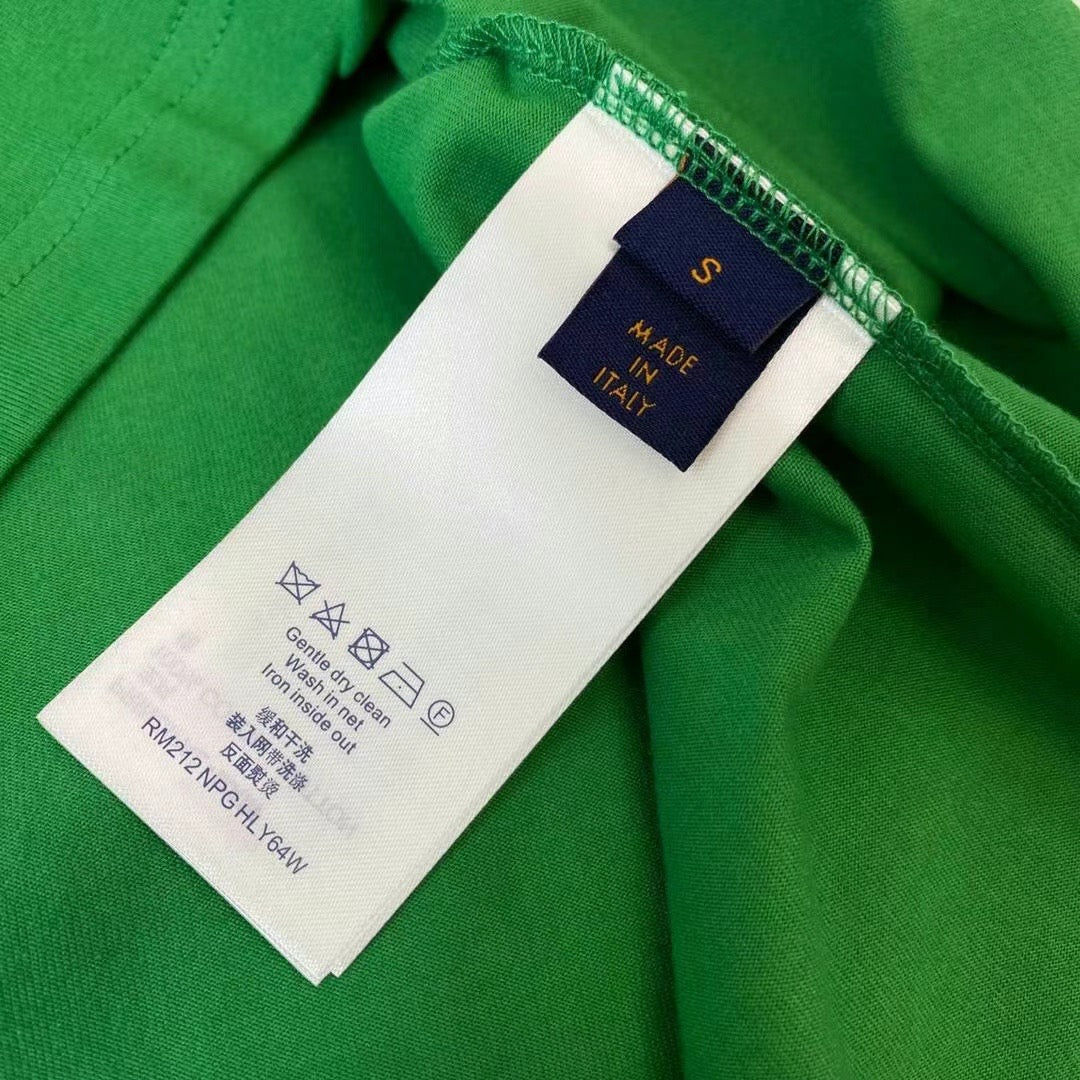 S
MADE
IN
ITALY
F
Gentle dry clean
Wash in net
Iron inside out
缓和干洗
装入网带洗涤
反面熨烫
RM212 NPG HLY64W